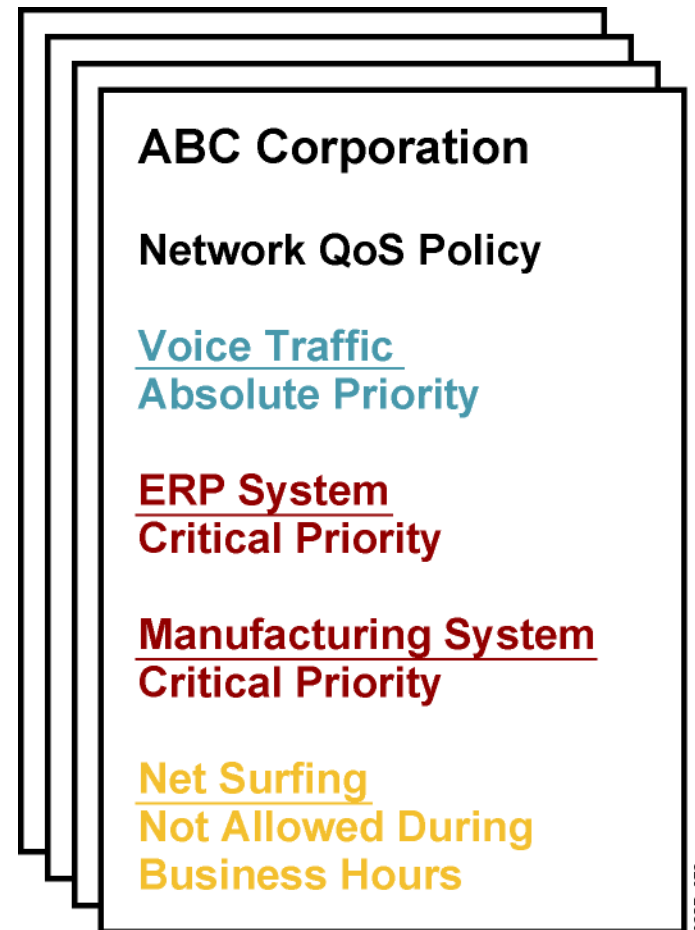 ABC Corporation
Network QoS Policy
Voice Traffic
Absolute Priority
ERP System
Critical Priority
Manufacturing System
Critical Priority
Net Surfing
Not Allowed During
Business Hours